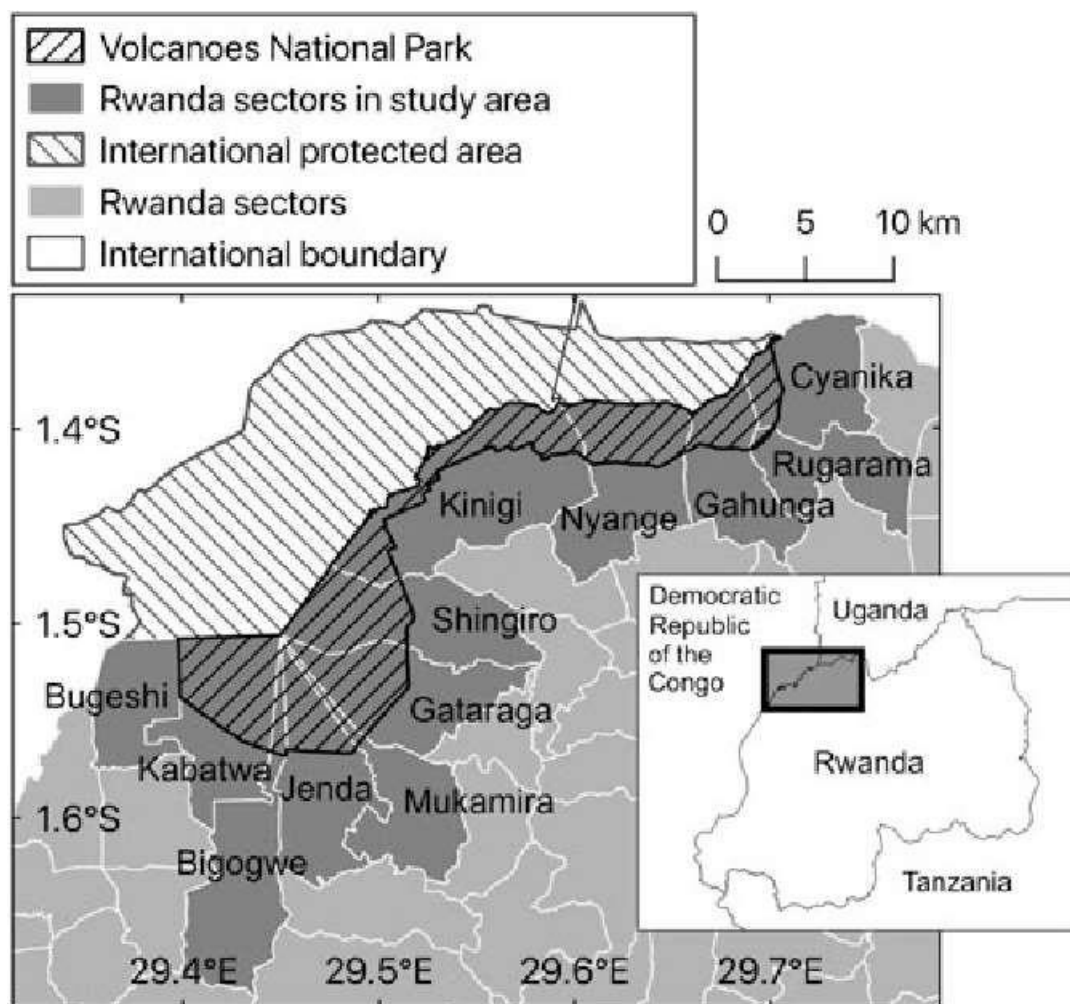 Volcanoes National Park
Rwanda sectors in study area
International protected area
Rwanda sectors
International boundary
0 5 10 km
Cyanika
1.4°S
Rugarama
Kinigi
Nyange
Gahunga
Shingiro
1.5°S
Bugeshi
Gataraga
Kabatwa
Jenda
Mukamira
1.6°S
Bigogwe
29.4°E 29.5°E 29.6°E 29.7°E
Democratic
Republic
of the
Congo
Uganda
Rwanda
Tanzania